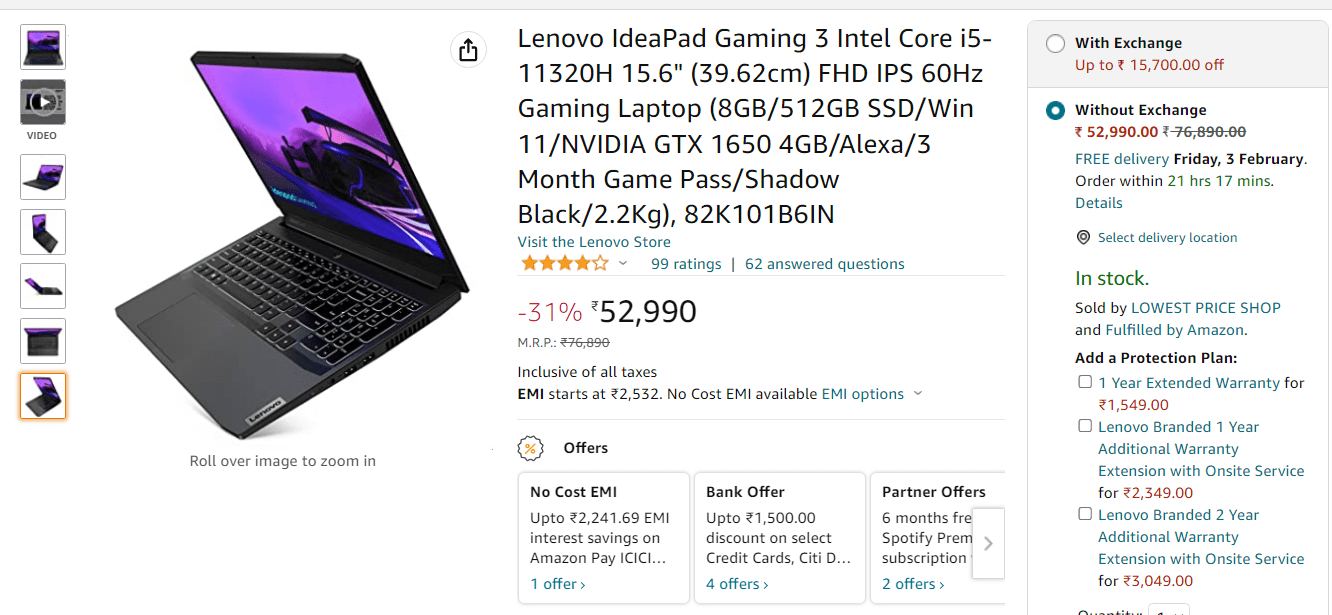 VIDEO
Roll over image to zoom in
LENOVO
Lenovo IdeaPad Gaming 3 Intel Core i5-
11320H 15.6" (39.62cm) FHD IPS 60Hz
Gaming Laptop (8GB/512GB SSD/Win
11/NVIDIA GTX 1650 4GB/Alexa/3
Month Game Pass/Shadow
Black/2.2Kg), 82K101B6IN
Visit the Lenovo Store
99 ratings | 62 answered questions
-31% ₹52,990
M.R.P.: ₹76,890
Inclusive of all taxes
EMI starts at ₹2,532. No Cost EMI available EMI options
% Offers
No Cost EMI
Upto ₹2,241.69 EMI
interest savings on
Amazon Pay ICICI...
1 offer ›
Bank Offer
Upto ₹1,500.00
discount on select
Credit Cards, Citi D...
4 offers ›
Partner Offers
6 months fre
Spotify Prem
subscription
2 offers ›
With Exchange
Up to ₹ 15,700.00 off
Without Exchange
₹ 52,990.00 ₹ 76,890.00
FREE delivery Friday, 3 February.
Order within 21 hrs 17 mins.
Details
Select delivery location
In stock.
Sold by LOWEST PRICE SHOP
and Fulfilled by Amazon.
Add a Protection Plan:
1 Year Extended Warranty for
₹1,549.00
Lenovo Branded 1 Year
Additional Warranty
Extension with Onsite Service
for ₹2,349.00
Lenovo Branded 2 Year
Additional Warranty
Extension with Onsite Service
for ₹3,049.00
Quantity: